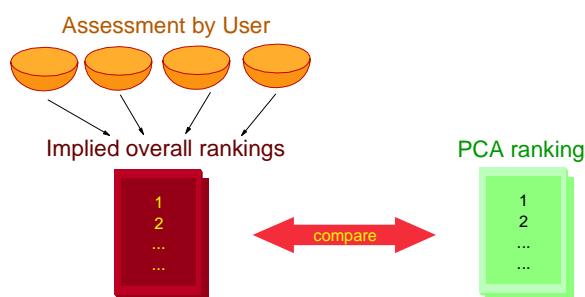 Assessment by User
Implied overall rankings
PCA ranking
1
2
...
...
compare
1
2
...
...